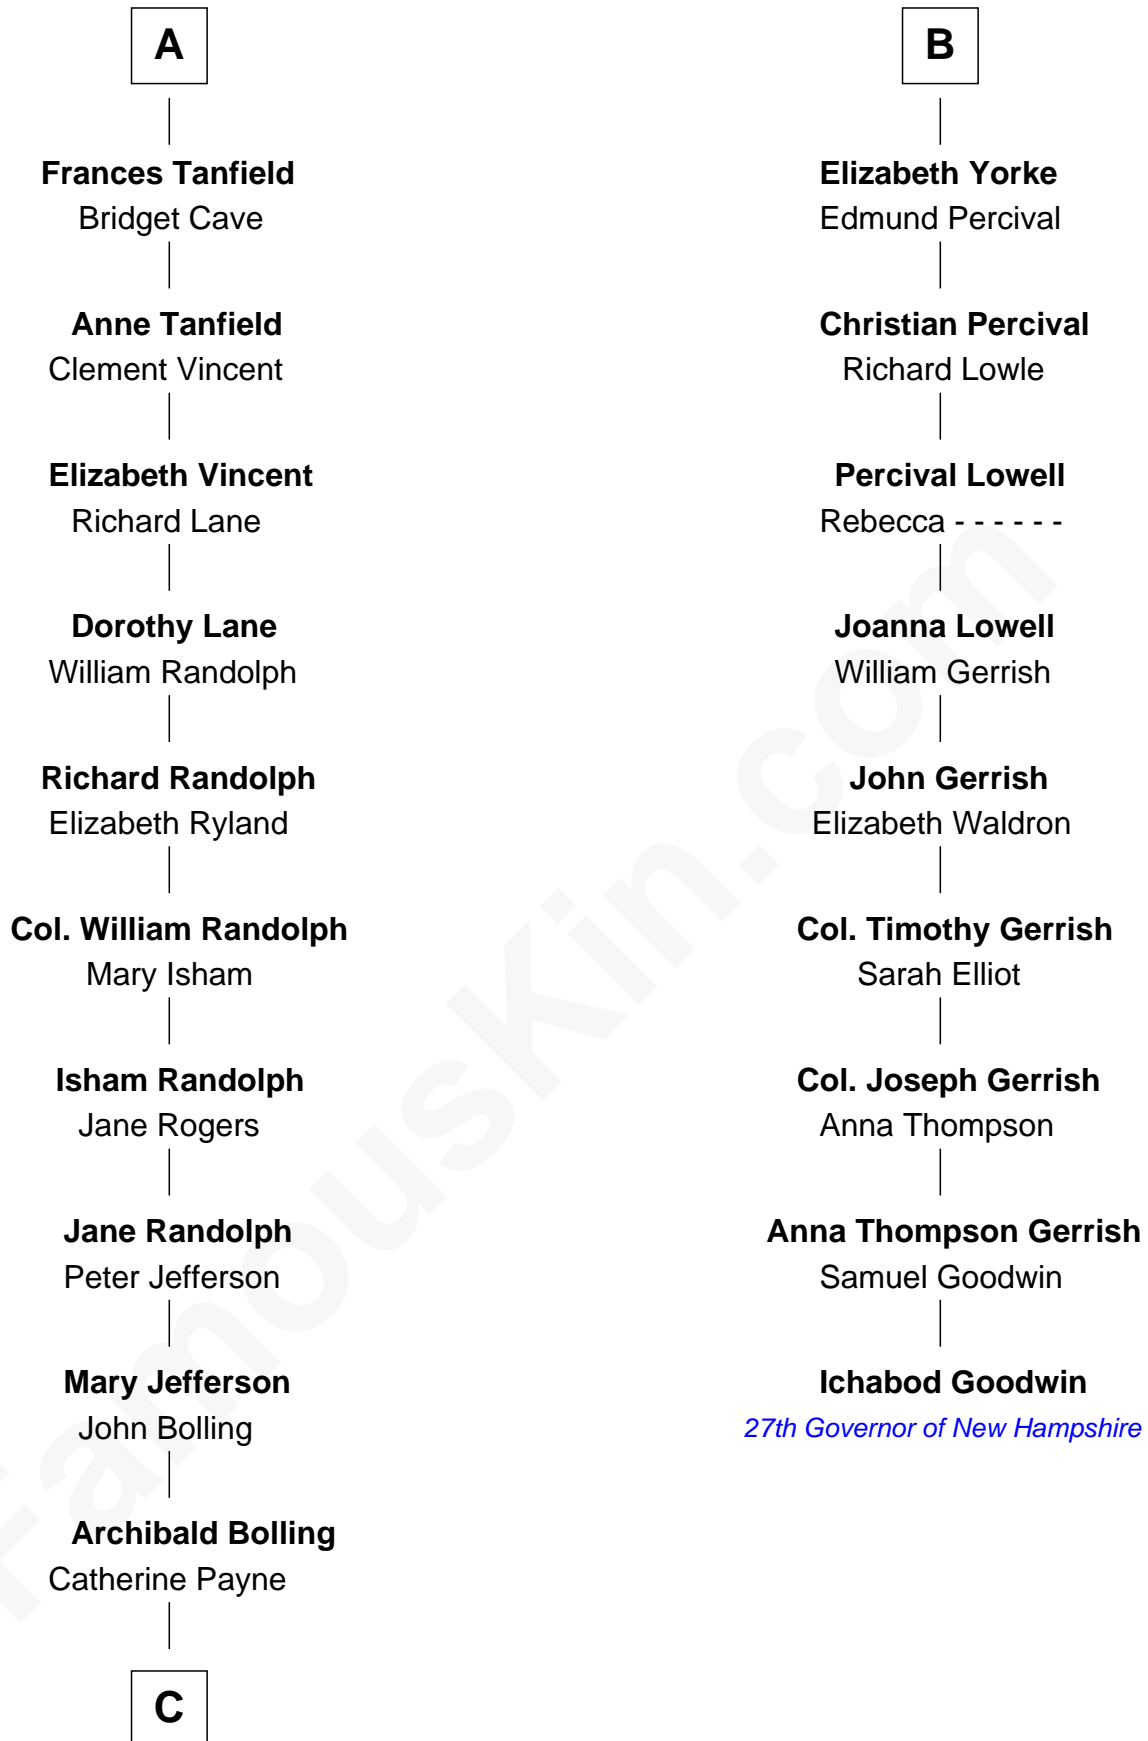 A
Frances Tanfield
Bridget Cave
Anne Tanfield
Clement Vincent
Elizabeth Vincent
Richard Lane
Dorothy Lane
William Randolph
Richard Randolph
Elizabeth Ryland
Col. William Randolph
Mary Isham
Isham Randolph
Jane Rogers
Jane Randolph
Peter Jefferson
Mary Jefferson
John Bolling
Archibald Bolling
Catherine Payne
C
B
Elizabeth Yorke
Edmund Percival
Christian Percival
Richard Lowle
Percival Lowell
Rebecca - - - - - -
Joanna Lowell
William Gerrish
John Gerrish
Elizabeth Waldron
Col. Timothy Gerrish
Sarah Elliot
Col. Joseph Gerrish
Anna Thompson
Anna Thompson Gerrish
Samuel Goodwin
Ichabod Goodwin
27th Governor of New Hampshire
FamousKin.com